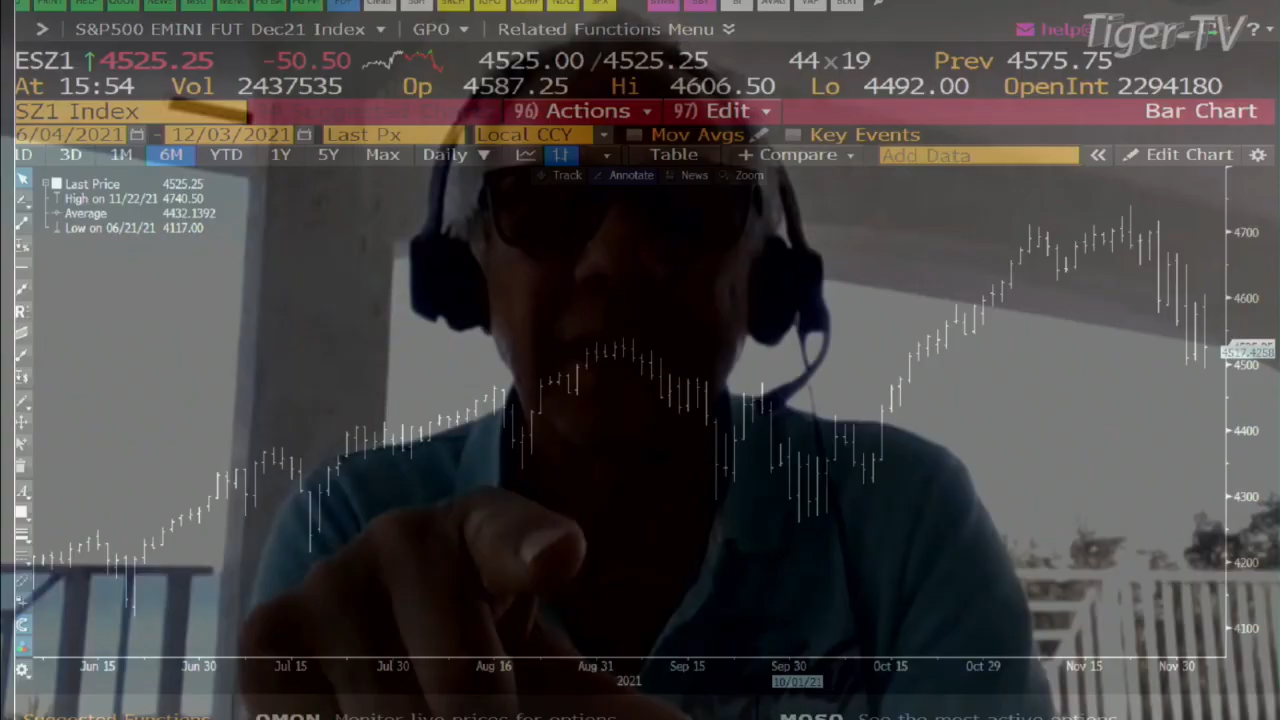 S&P500 EMINI FUT Dec21 Index GPO Related Functions Menu help ?
Tiger-TV
ESZ1 ↑4525.25 -50.50 4525.00 /4525.25 44x19 Prev 4575.75
At 15:54 Vol 2437535 Op 4587.25 Hi 4606.50 Lo 4492.00 OpenInt 2294180
SZ1 Index 96) Actions 97) Edit Bar Chart
6/04/2021 - 12/03/2021 Last Px Local CCY Mov Avgs Key Events
1D 3D 1M 6M YTD 1Y 5Y Max Daily Table + Compare Add Data « Edit Chart
Track Annotate News Zoom
Last Price 4525.25
High on 11/22/21 4740.50
Average 4432.1392
Low on 06/21/21 4117.00
4700
4600
4517.4258
4500
4400
4300
4200
4100
Jun 15 Jun 30 Jul 15 Jul 30 Aug 16 Aug 31 Sep 15 Sep 30 Oct 15 Oct 29 Nov 15 Nov 30
2021 10/01/21
Suggested Functions OMON Monitor live prices for options MOSO See the most active options